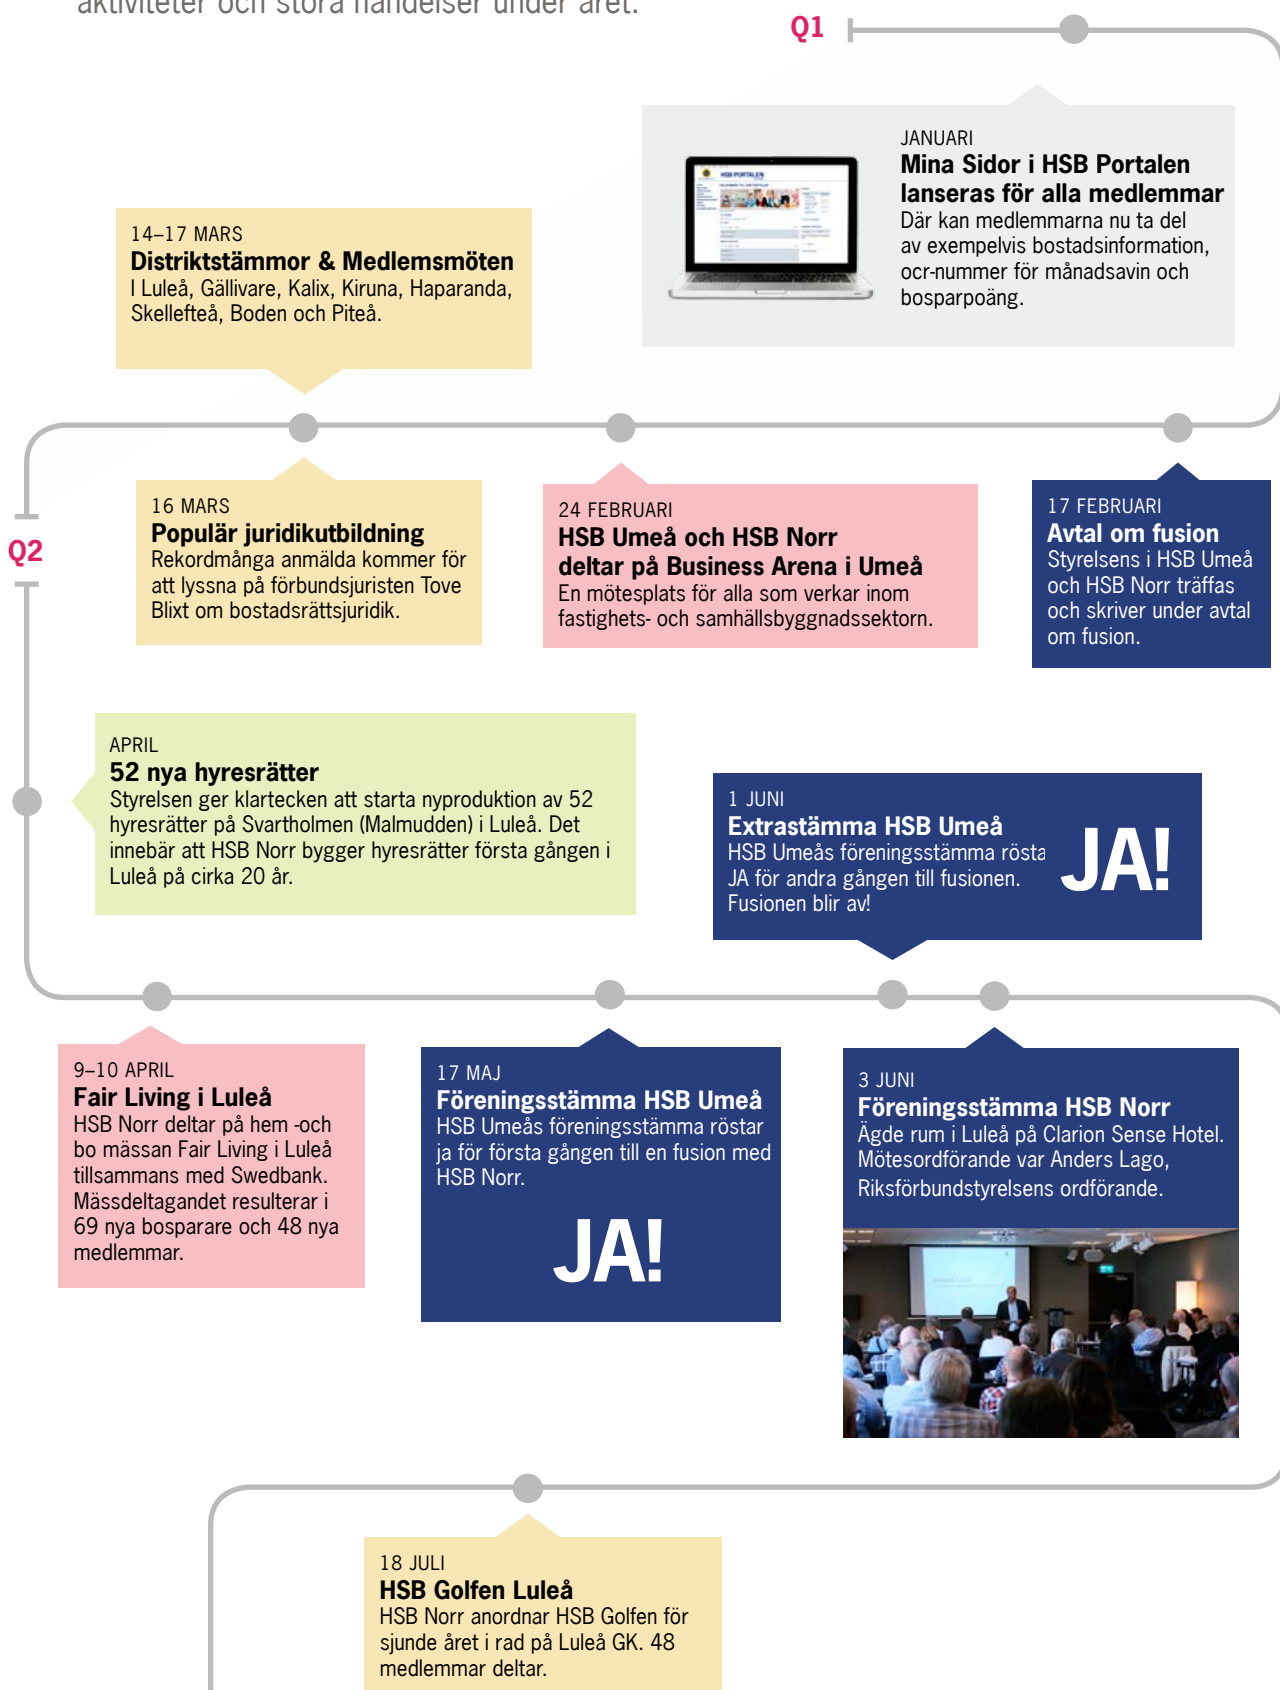 aktiviteter och stora händelser under året.
Q1
JANUARI
Mina Sidor i HSB Portalen
lanseras för alla medlemmar
Där kan medlemmarna nu ta del
av exempelvis bostadsinformation,
ocr-nummer för månadsavin och
bosparpoäng.
HSB PORTALEN
14–17 MARS
Distriktstämmor & Medlemsmöten
I Luleå, Gällivare, Kalix, Kiruna, Haparanda,
Skellefteå, Boden och Piteå.
17 FEBRUARI
Avtal om fusion
Styrelsens i HSB Umeå
och HSB Norr träffas
och skriver under avtal
om fusion.
24 FEBRUARI
HSB Umeå och HSB Norr
deltar på Business Arena i Umeå
En mötesplats för alla som verkar inom
fastighets- och samhällsbyggnadssektorn.
16 MARS
Populär juridikutbildning
Rekordmånga anmälda kommer för
att lyssna på förbundsjuristen Tove
Blixt om bostadsrättsjuridik.
Q2
APRIL
52 nya hyresrätter
Styrelsen ger klartecken att starta nyproduktion av 52
hyresrätter på Svartholmen (Malmudden) i Luleå. Det
innebär att HSB Norr bygger hyresrätter första gången i
Luleå på cirka 20 år.
9–10 APRIL
Fair Living i Luleå
HSB Norr deltar på hem -och
bo mässan Fair Living i Luleå
tillsammans med Swedbank.
Mässdeltagandet resulterar i
69 nya bosparare och 48 nya
medlemmar.
17 MAJ
Föreningsstämma HSB Umeå
HSB Umeås föreningsstämma röstar
ja för första gången till en fusion med
HSB Norr.
JA!
1 JUNI
Extrastämma HSB Umeå
HSB Umeås föreningsstämma rösta
JA för andra gången till fusionen.
Fusionen blir av!
JA!
3 JUNI
Föreningsstämma HSB Norr
Ägde rum i Luleå på Clarion Sense Hotel.
Mötesordförande var Anders Lago,
Riksförbundstyrelsens ordförande.
18 JULI
HSB Golfen Luleå
HSB Norr anordnar HSB Golfen för
sjunde året i rad på Luleå GK. 48
medlemmar deltar.